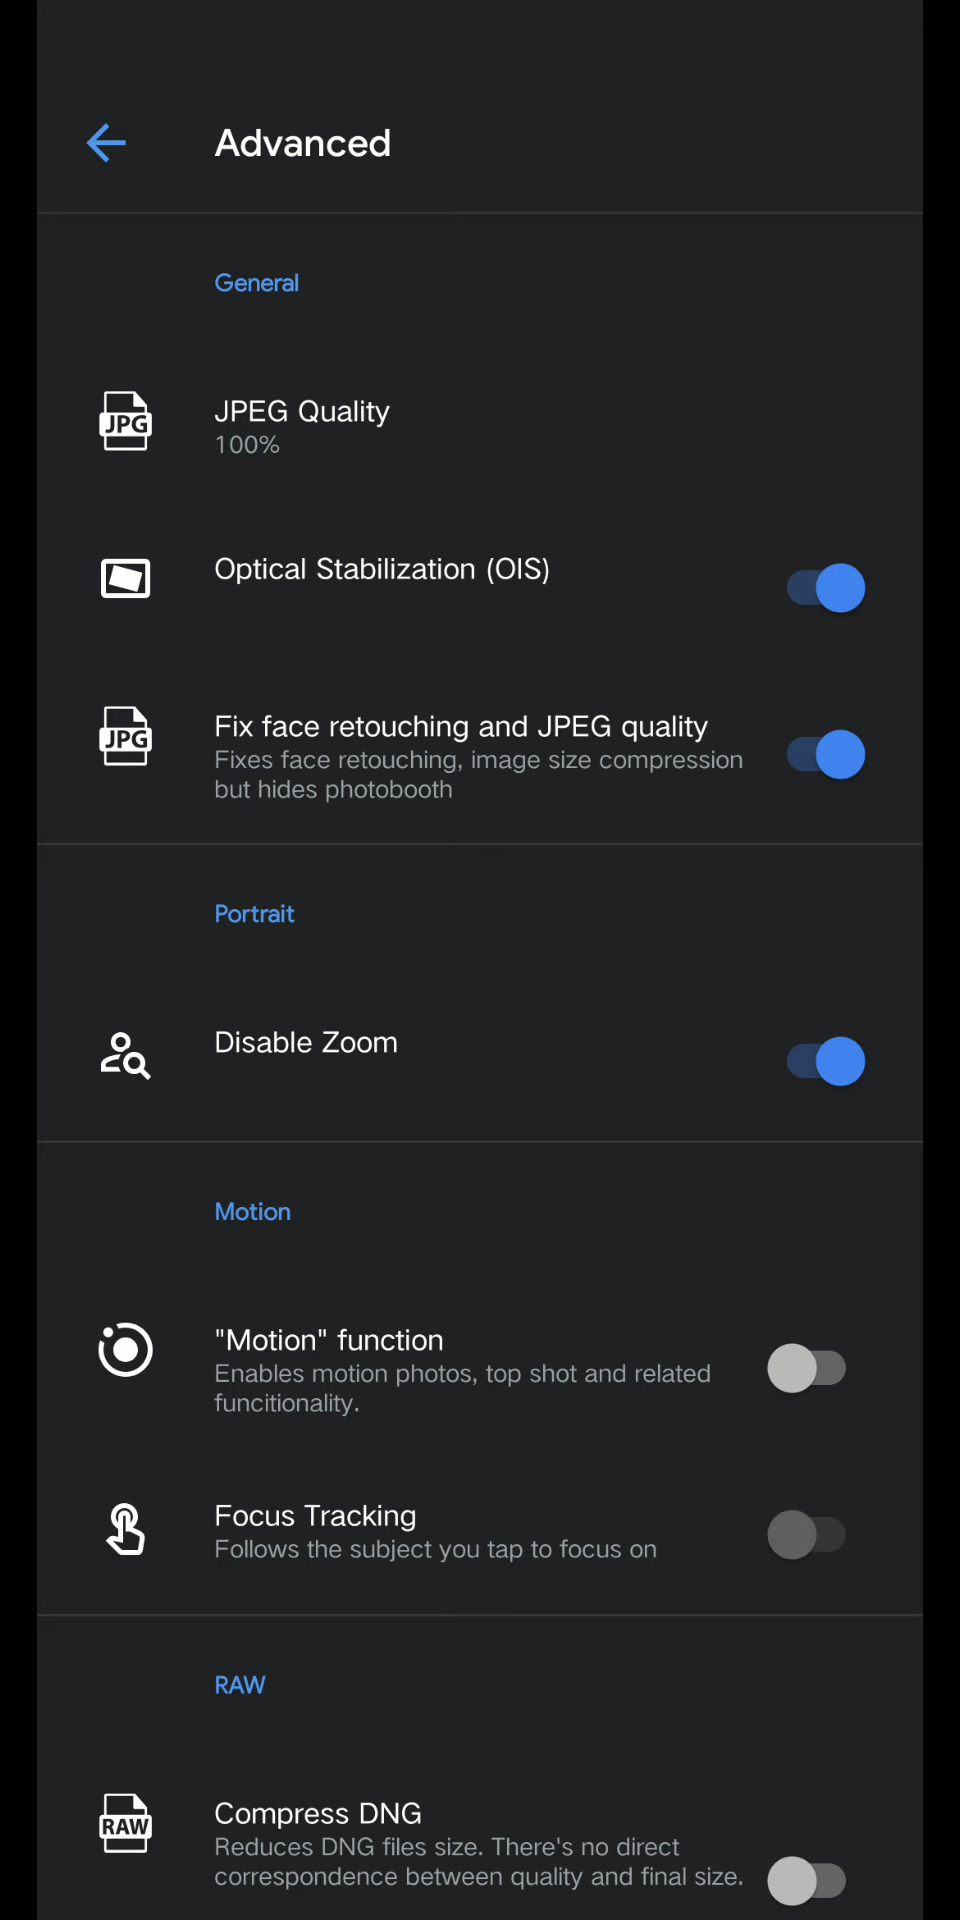 Advanced
General
JPG
JPEG Quality
100%
Optical Stabilization (OIS)
JPG
Fix face retouching and JPEG quality
Fixes face retouching, image size compression
but hides photobooth
Portrait
Disable Zoom
Motion
"Motion" function
Enables motion photos, top shot and related
funcitionality.
Focus Tracking
Follows the subject you tap to focus on
RAW
RAW
Compress DNG
Reduces DNG files size. There's no direct
correspondence between quality and final size.